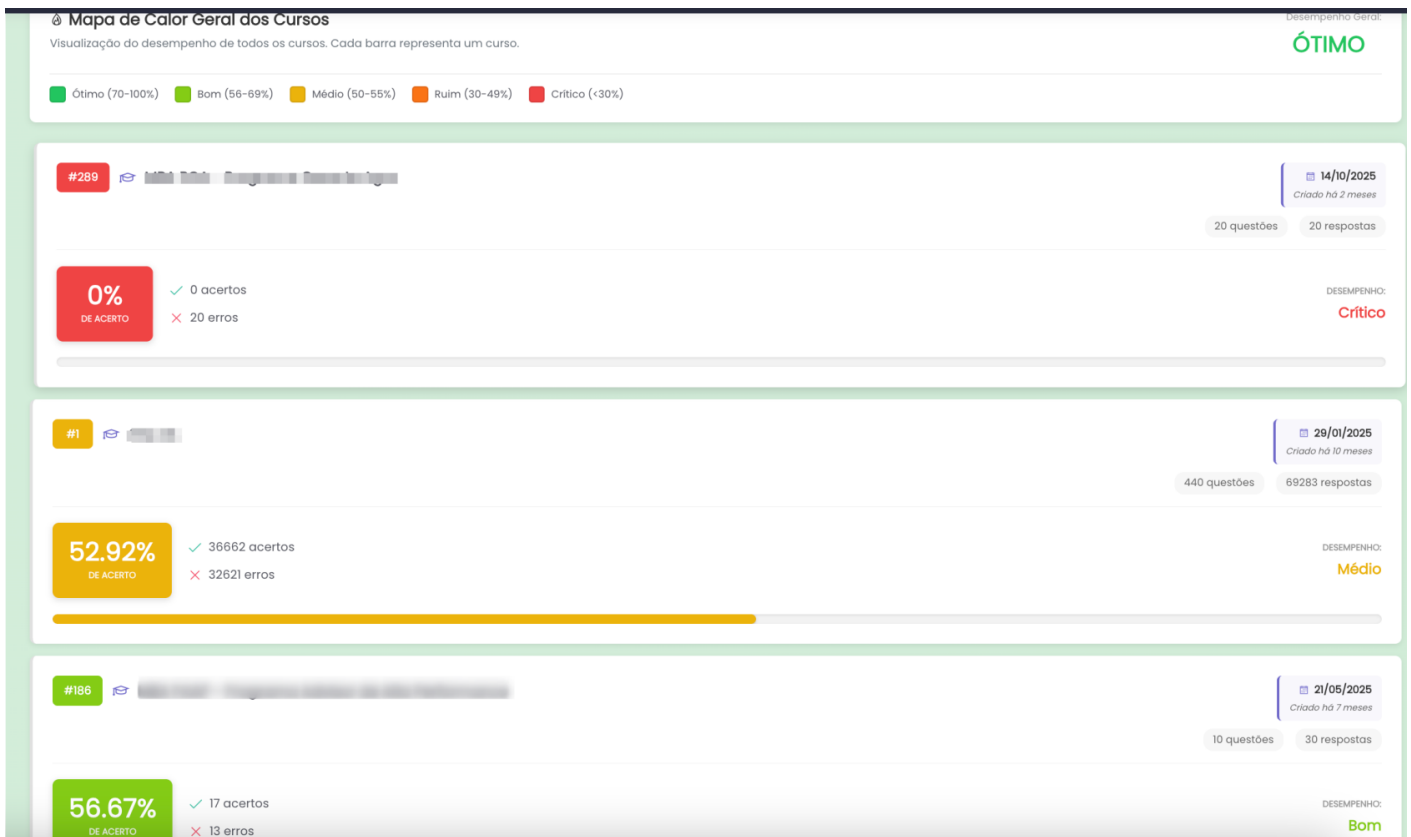 Mapa de Calor Geral dos Cursos
Desempenho Geral:
Visualização do desempenho de todos os cursos. Cada barra representa um curso.
ÓTIMO
Ótimo (70-100%) Bom (56-69%) Médio (50-55%) Ruim (30-49%) Crítico (<30%)
#289
14/10/2025
Criado há 2 meses
20 questões 20 respostas
0%
DE ACERTO
0 acertos
20 erros
DESEMPENHO:
Crítico
#1
29/01/2025
Criado há 10 meses
440 questões 69283 respostas
52.92%
DE ACERTO
36662 acertos
32621 erros
DESEMPENHO:
Médio
#186
21/05/2025
Criado há 7 meses
10 questões 30 respostas
56.67%
DE ACERTO
17 acertos
13 erros
DESEMPENHO:
Bom